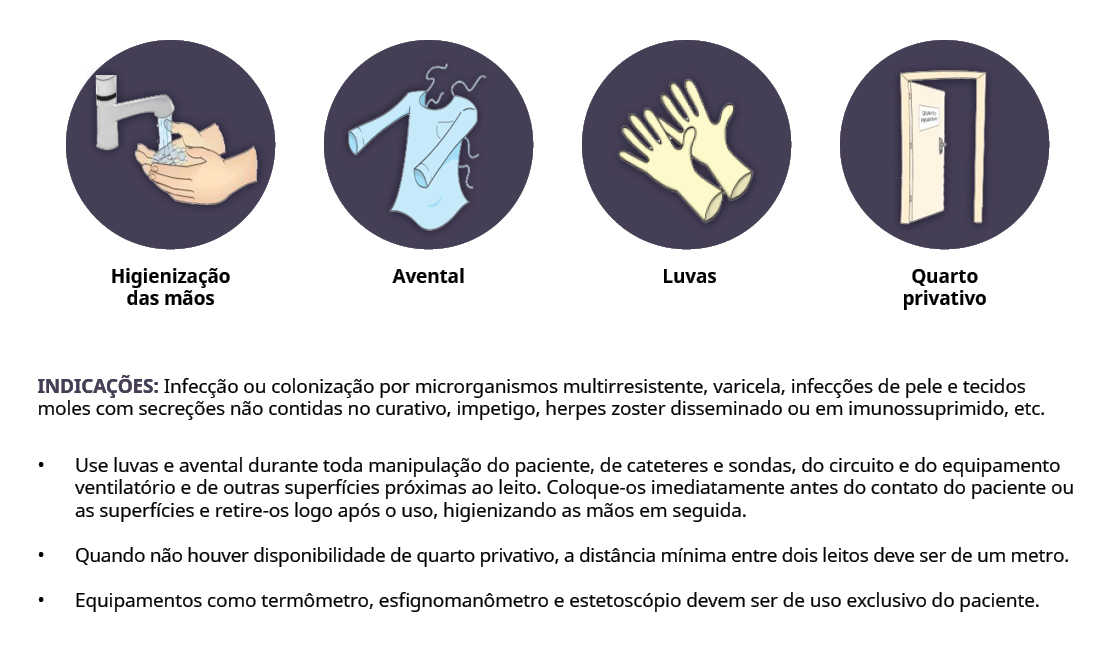 Higienização
das mãos
Avental
Luvas
Quarto
privativo
INDICAÇÕES: Infecção ou colonização por microrganismos multirresistente, varicela, infecções de pele e tecidos
moles com secreções não contidas no curativo, impetigo, herpes zoster disseminado ou em imunossuprimido, etc.
• Use luvas e avental durante toda manipulação do paciente, de cateteres e sondas, do circuito e do equipamento
ventilatório e de outras superfícies próximas ao leito. Coloque-os imediatamente antes do contato do paciente ou
as superfícies e retire-os logo após o uso, higienizando as mãos em seguida.
• Quando não houver disponibilidade de quarto privativo, a distância mínima entre dois leitos deve ser de um metro.
• Equipamentos como termômetro, esfignomanômetro e estetoscópio devem ser de uso exclusivo do paciente.